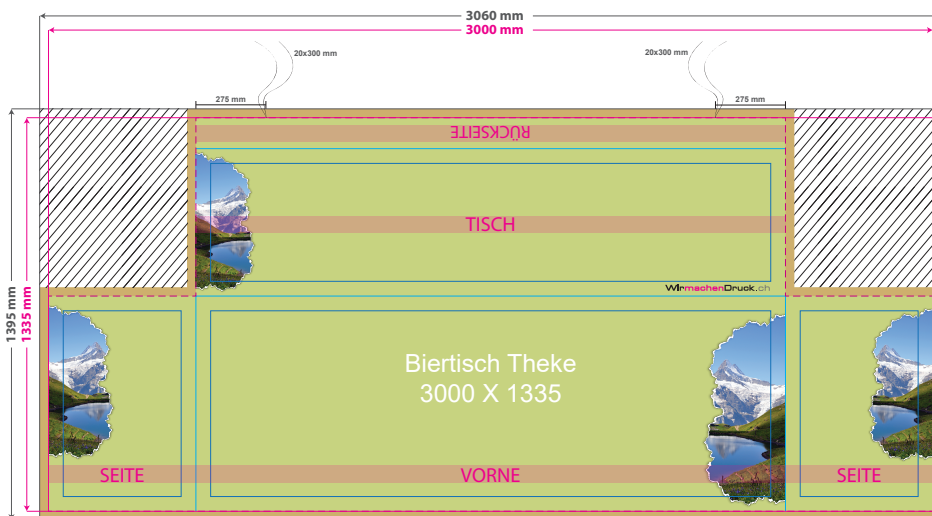 3060 mm
3000 mm
20x300 mm
20x300 mm
275 mm
275 mm
RÜCKSEITE
TISCH
WIrmachenDruck.ch
1395 mm
1335 mm
Biertisch Theke
3000 X 1335
SEITE
VORNE
SEITE